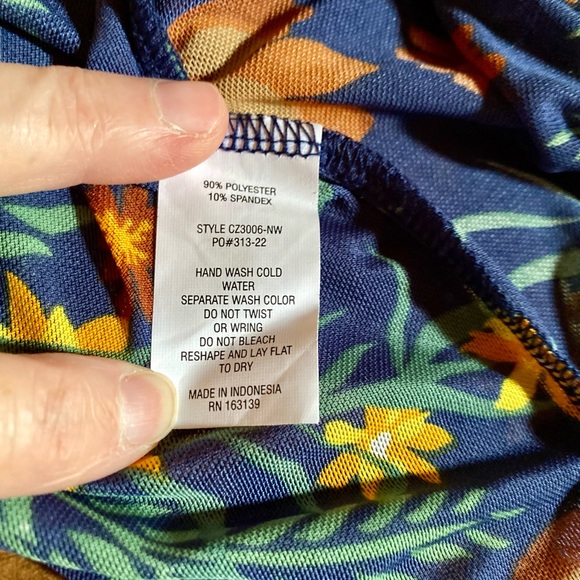 90% POLYESTER
10% SPANDEX
STYLE CZ3006-NW
PO#313-22
HAND WASH COLD
WATER
SEPARATE WASH COLOR
DO NOT TWIST
OR WRING
DO NOT BLEACH
RESHAPE AND LAY FLAT
TO DRY
MADE IN INDONESIA
RN 163139